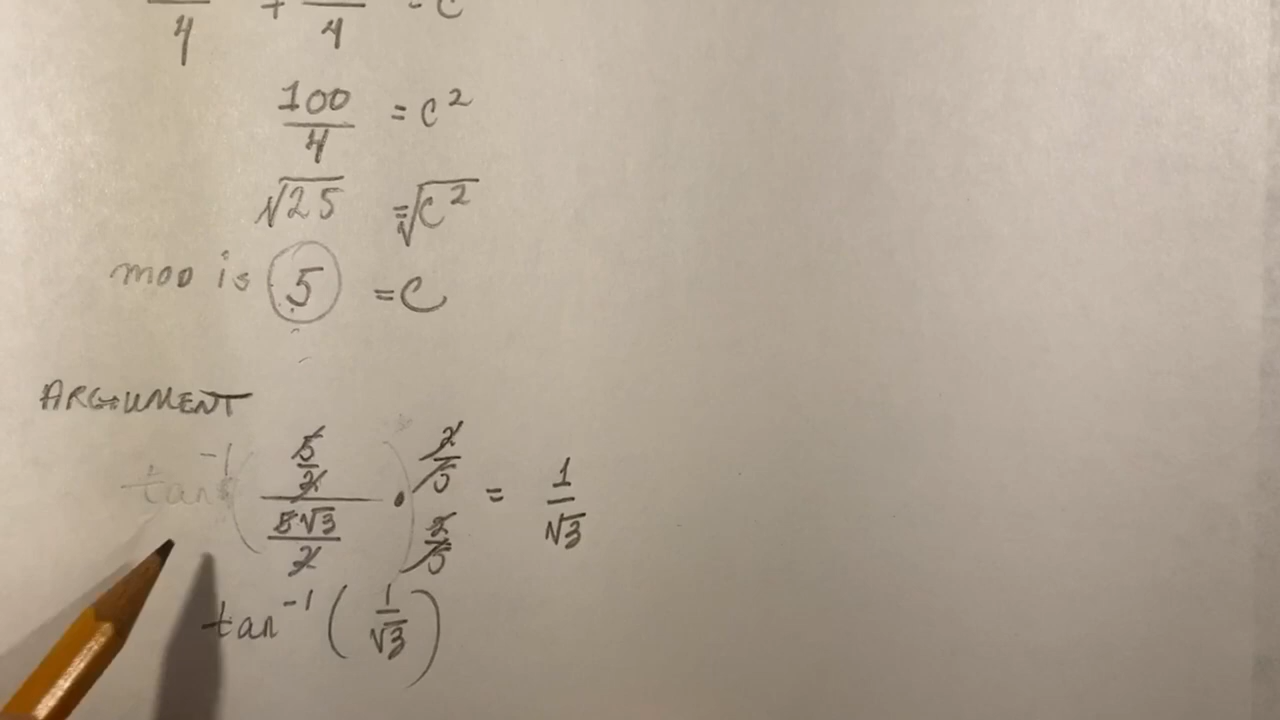 4 + 4 = c
100/4 = c²
√25 = √c²
mod is 5 = c
ARGUMENT
tan⁻¹ ( (5/2) / (5√3/2) ) · (2/5) / (2/5) = 1/√3
tan⁻¹ ( 1/√3 )